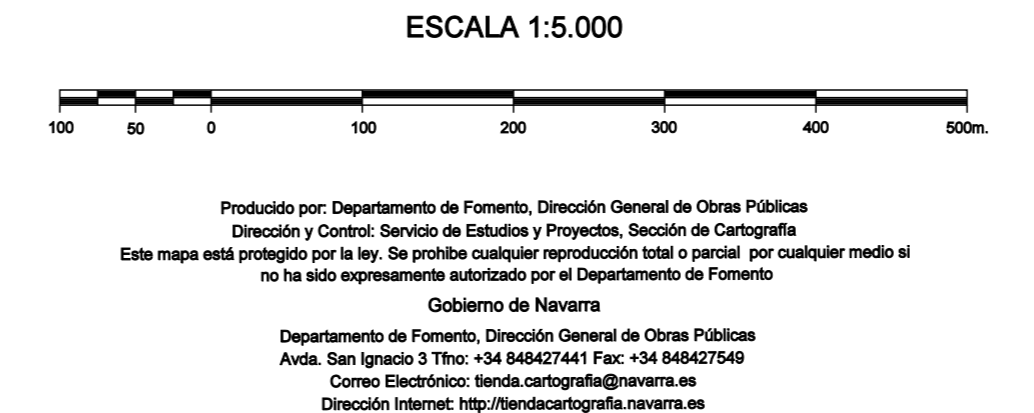 ESCALA 1:5.000
100 50 0 100 200 300 400 500m.
Producido por: Departamento de Fomento, Dirección General de Obras Públicas
Dirección y Control: Servicio de Estudios y Proyectos, Sección de Cartografía
Este mapa está protegido por la ley. Se prohibe cualquier reproducción total o parcial por cualquier medio si
no ha sido expresamente autorizado por el Departamento de Fomento
Gobierno de Navarra
Departamento de Fomento, Dirección General de Obras Públicas
Avda. San Ignacio 3 Tfno: +34 848427441 Fax: +34 848427549
Correo Electrónico: tienda.cartografia@navarra.es
Dirección Internet: http://tiendacartografia.navarra.es